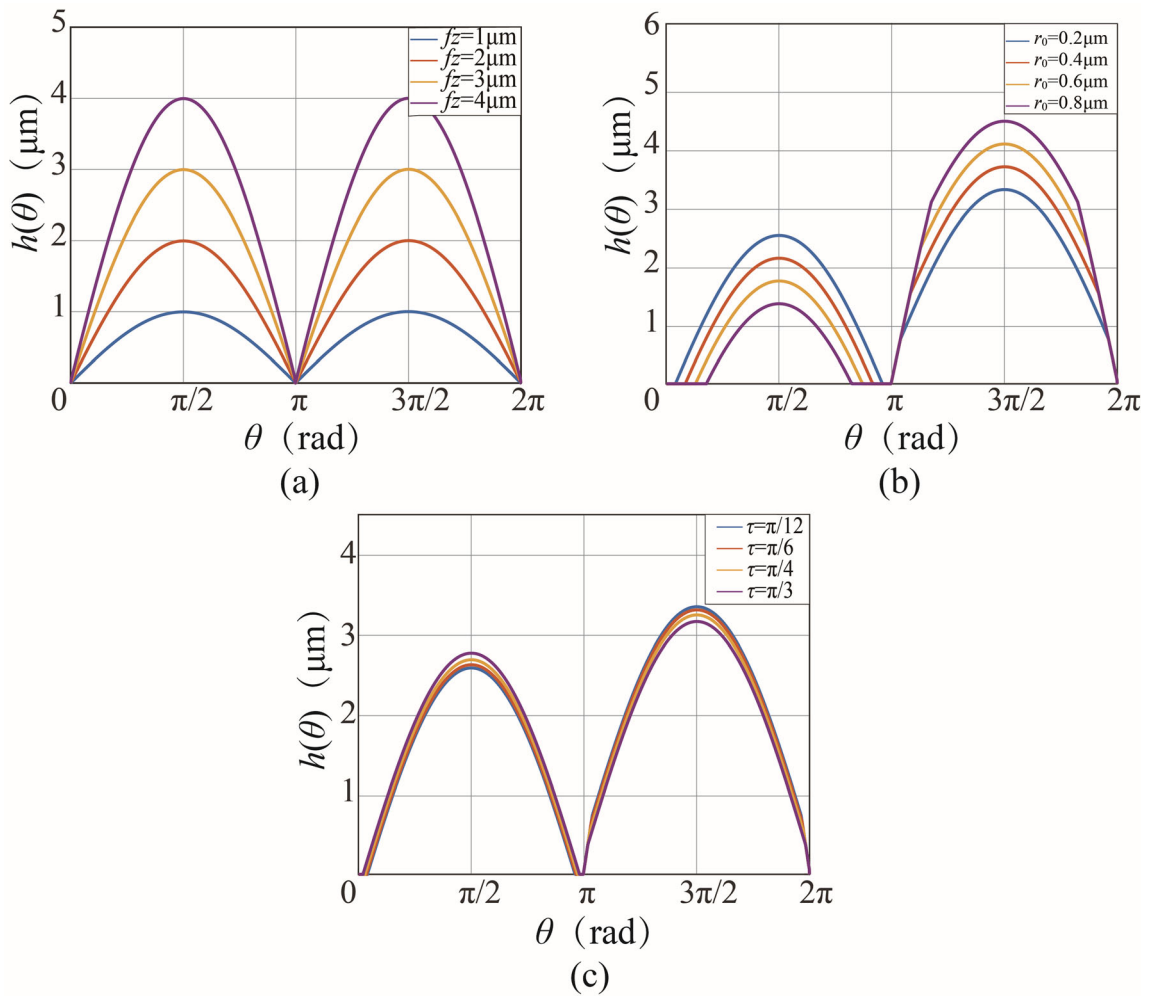 5
4
3
2
1
0
h(θ)（μm）
fz=1μm
fz=2μm
fz=3μm
fz=4μm
π/2
π
3π/2
2π
θ（rad）
(a)
6
5
4
3
2
1
0
h(θ)（μm）
r₀=0.2μm
r₀=0.4μm
r₀=0.6μm
r₀=0.8μm
π/2
π
3π/2
2π
θ（rad）
(b)
4
3
2
1
0
h(θ)（μm）
τ=π/12
τ=π/6
τ=π/4
τ=π/3
π/2
π
3π/2
2π
θ（rad）
(c)